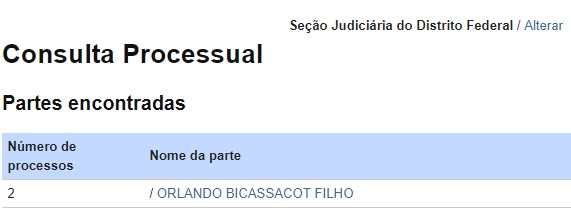 Seção Judiciária do Distrito Federal / Alterar
Consulta Processual
Partes encontradas
Número de
processos
Nome da parte
2
/ ORLANDO BICASSACOT FILHO